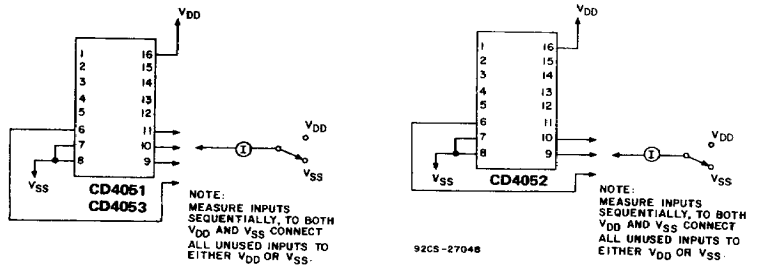 VDD
1 16
2 15
3 14
4 13
5 12
6 11
7 10
8 9
I
VDD
VSS
VSS
CD4051
CD4053
NOTE:
MEASURE INPUTS
SEQUENTIALLY, TO BOTH
VDD AND VSS CONNECT
ALL UNUSED INPUTS TO
EITHER VDD OR VSS.
VDD
1 16
2 15
3 14
4 13
5 12
6 11
7 10
8 9
I
VDD
VSS
VSS
CD4052
NOTE:
MEASURE INPUTS
SEQUENTIALLY, TO BOTH
VDD AND VSS CONNECT
ALL UNUSED INPUTS TO
EITHER VDD OR VSS.
92CS-27048